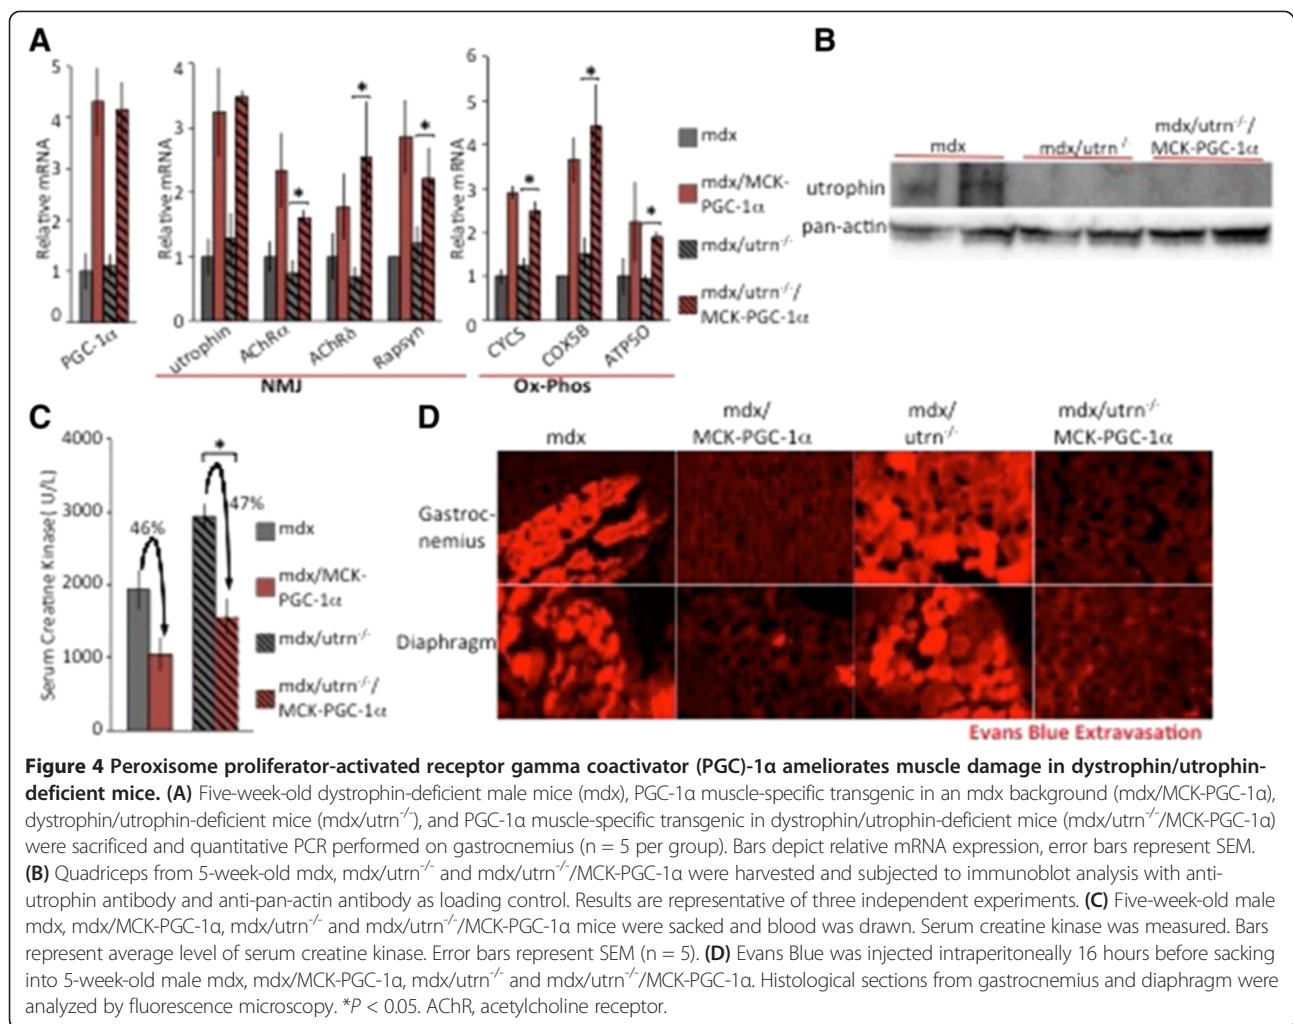 A
5
4
3
2
1
0
Relative mRNA
PGC-1α
4
3
2
1
0
Relative mRNA
*
*
*
utrophin
AChRα
AChRδ
Rapsyn
NMJ
6
5
4
3
2
1
0
Relative mRNA
*
*
*
CYCS
COX5B
ATP5O
Ox-Phos
mdx
mdx/MCK-
PGC-1α
mdx/utrn-/-
mdx/utrn-/-/
MCK-PGC-1α
B
mdx
mdx/utrn-/-
mdx/utrn-/-/
MCK-PGC-1α
utrophin
pan-actin
C
4000
3000
2000
1000
0
Serum Creatine Kinase( U/L)
46%
*
47%
mdx
mdx/MCK-
PGC-1α
mdx/utrn-/-
mdx/utrn-/-/
MCK-PGC-1α
D
mdx
mdx/
MCK-PGC-1α
mdx/
utrn-/-
mdx/utrn-/-
MCK-PGC-1α
Gastroc-
nemius
Diaphragm
Evans Blue Extravasation
Figure 4 Peroxisome proliferator-activated receptor gamma coactivator (PGC)-1α ameliorates muscle damage in dystrophin/utrophin-
deficient mice. (A) Five-week-old dystrophin-deficient male mice (mdx), PGC-1α muscle-specific transgenic in an mdx background (mdx/MCK-PGC-1α),
dystrophin/utrophin-deficient mice (mdx/utrn-/-), and PGC-1α muscle-specific transgenic in dystrophin/utrophin-deficient mice (mdx/utrn-/-/MCK-PGC-1α)
were sacrificed and quantitative PCR performed on gastrocnemius (n = 5 per group). Bars depict relative mRNA expression, error bars represent SEM.
(B) Quadriceps from 5-week-old mdx, mdx/utrn-/- and mdx/utrn-/-/MCK-PGC-1α were harvested and subjected to immunoblot analysis with anti-
utrophin antibody and anti-pan-actin antibody as loading control. Results are representative of three independent experiments. (C) Five-week-old male
mdx, mdx/MCK-PGC-1α, mdx/utrn-/- and mdx/utrn-/-/MCK-PGC-1α mice were sacked and blood was drawn. Serum creatine kinase was measured. Bars
represent average level of serum creatine kinase. Error bars represent SEM (n = 5). (D) Evans Blue was injected intraperitoneally 16 hours before sacking
into 5-week-old male mdx, mdx/MCK-PGC-1α, mdx/utrn-/- and mdx/utrn-/-/MCK-PGC-1α. Histological sections from gastrocnemius and diaphragm were
analyzed by fluorescence microscopy. *P < 0.05. AChR, acetylcholine receptor.